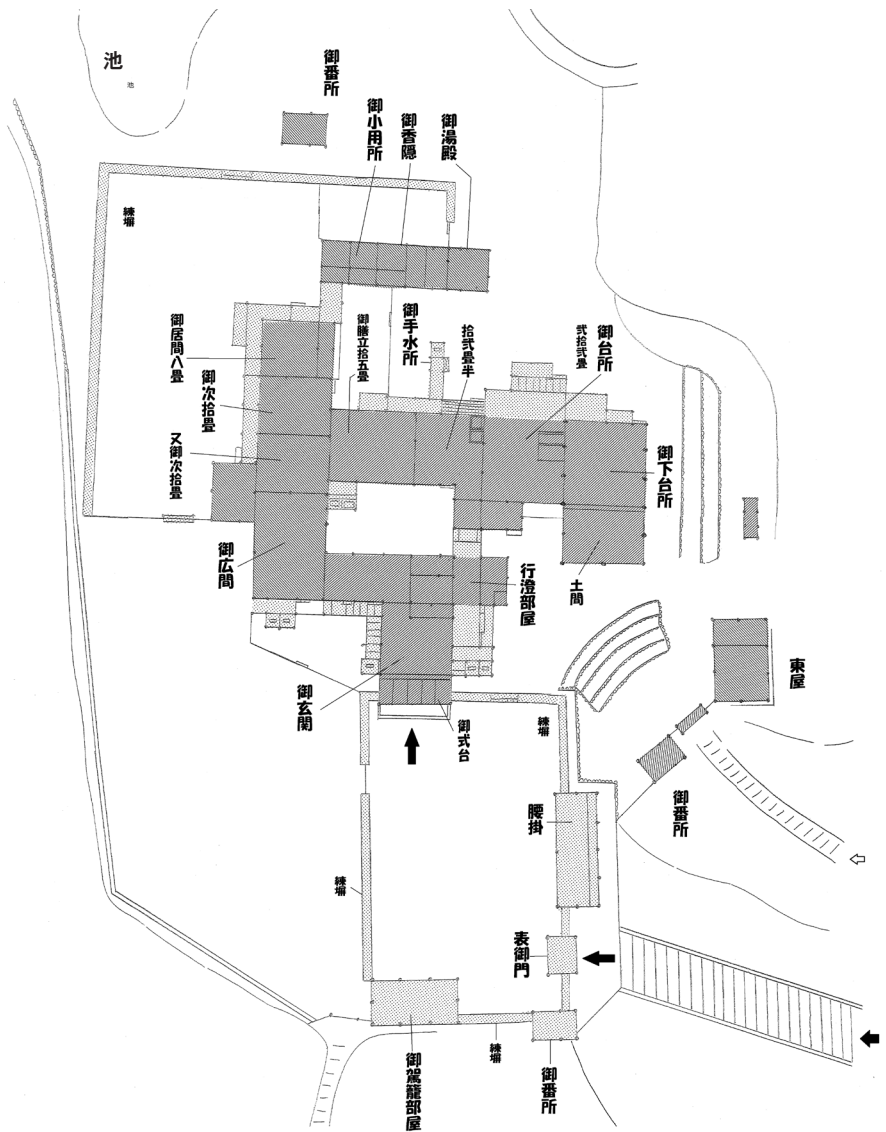 池
池
御番所
御小用所
御香隠
御湯殿
練塀
御居間八畳
御次拾畳
又御次拾畳
御膳立拾五畳
御手水所
拾弐畳半
弐拾弐畳
御台所
御下台所
御広間
行澄部屋
土間
御玄関
御式台
練塀
東屋
御番所
腰掛
練塀
表御門
練塀
御駕籠部屋
御番所